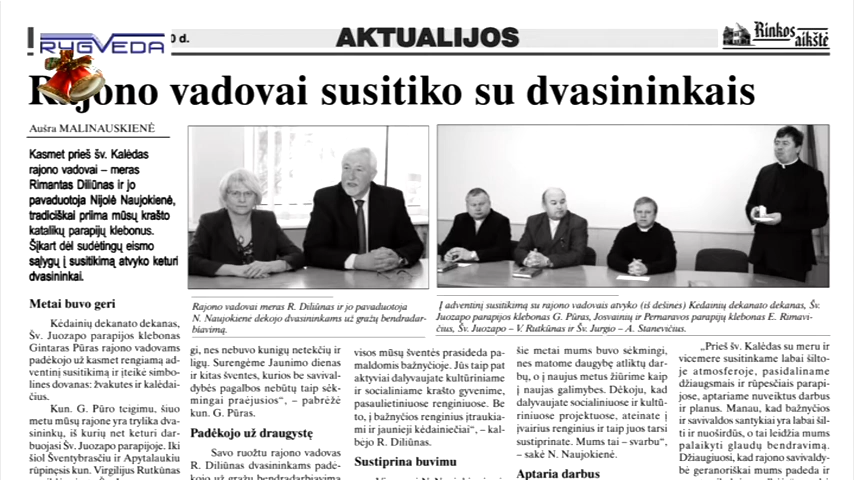 RYGVEDA
0 d.
AKTUALIJOS
Rinkos
aikštė
Rajono vadovai susitiko su dvasininkais
Aušra MALINAUSKIENĖ
Kasmet prieš šv. Kalėdas
rajono vadovai – meras
Rimantas Diliūnas ir jo
pavaduotoja Nijolė Naujokienė,
tradiciškai priima mūsų krašto
katalikų parapijų klebonus.
Šįkart dėl sudėtingų eismo
sąlygų į susitikimą atvyko keturi
dvasininkai.
Metai buvo geri
Kėdainių dekanato dekanas,
Šv. Juozapo parapijos klebonas
Gintaras Pūras rajono vadovams
padėkojo už kasmet rengiamą ad-
ventinį susitikimą ir įteikė simbo-
lines dovanas: žvakutes ir kalėdai-
čius.
Kun. G. Pūro teigimu, šiuo
metu mūsų rajone yra trylika dva-
sininkų, iš kurių net keturi dar-
buojasi Šv. Juozapo parapijoje. Iki
šiol Šventybrasčiu ir Apytalaukiu
rūpinęsis kun. Virgilijus Rutkūnas
Rajono vadovai meras R. Diliūnas ir jo pavaduotoja
N. Naujokienė dėkojo dvasininkams už gražų bendradar-
biavimą.
Į adventinį susitikimą su rajono vadovais atvyko (iš dešinės) Kėdainių dekanato dekanas, Šv.
Juozapo parapijos klebonas G. Pūras, Josvainių ir Pernaravos parapijų klebonas E. Rimavi-
čius, Šv. Juozapo – V. Rutkūnas ir Šv. Jurgio – A. Stanevičius.
gi, nes nebuvo kunigų netekčių ir
ligų. Surengėme Jaunimo dienas
ir kitas šventes, kurios be savival-
dybės pagalbos nebūtų taip sėk-
mingai praėjusios“, – pabrėžė
kun. G. Pūras.
Padėkojo už draugystę
Savo ruožtu rajono vadovas
R. Diliūnas dvasininkams padė-
kojo už gražų bendradarbiavimą
visos mūsų šventės prasideda pa-
maldomis bažnyčioje. Jūs taip pat
aktyviai dalyvaujate kultūriniame
ir socialiniame krašto gyvenime,
pasaulietiniuose renginiuose. Be
to, į bažnyčios renginius įtraukia-
mi ir jaunieji kėdainiečiai“, – kal-
bėjo R. Diliūnas.
Sustiprina buvimu
šie metai mums buvo sėkmingi,
nes matome daugybę atliktų dar-
bų, o į naujus metus žiūrime kaip
į naujas galimybes. Dėkoju, kad
dalyvaujate socialiniuose ir kultū-
riniuose projektuose, ateinate į
įvairius renginius ir taip juos tarsi
sustiprinate. Mums tai – svarbu“,
– sakė N. Naujokienė.
Aptaria darbus
„Prieš šv. Kalėdas su meru ir
vicemere susitinkame labai šilto-
je atmosferoje, pasidaliname
džiaugsmais ir rūpesčiais parapi-
jose, aptariame nuveiktus darbus
ir planus. Manau, kad bažnyčios
ir savivaldos santykiai yra labai šil-
ti ir nuoširdūs, o tai leidžia mums
palaikyti glaudų bendravimą.
Džiaugiuosi, kad rajono savivaldy-
bė geranoriškai mums padeda ir